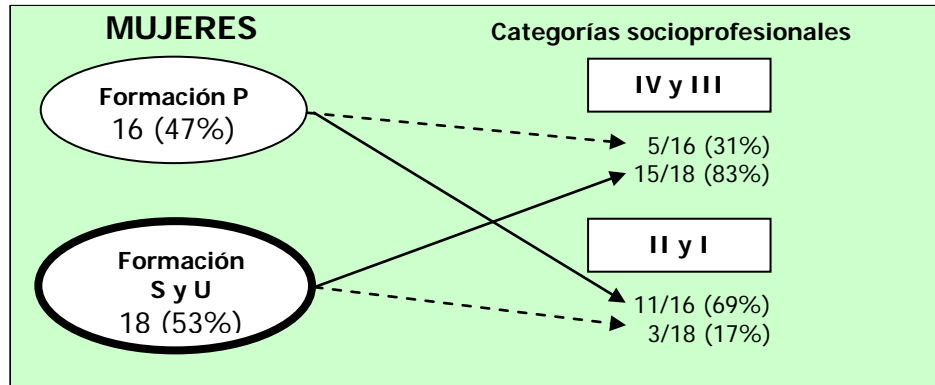 MUJERES
Categorías socioprofesionales
Formación P
16 (47%)
IV y III
5/16 (31%)
15/18 (83%)
Formación
S y U
18 (53%)
II y I
11/16 (69%)
3/18 (17%)